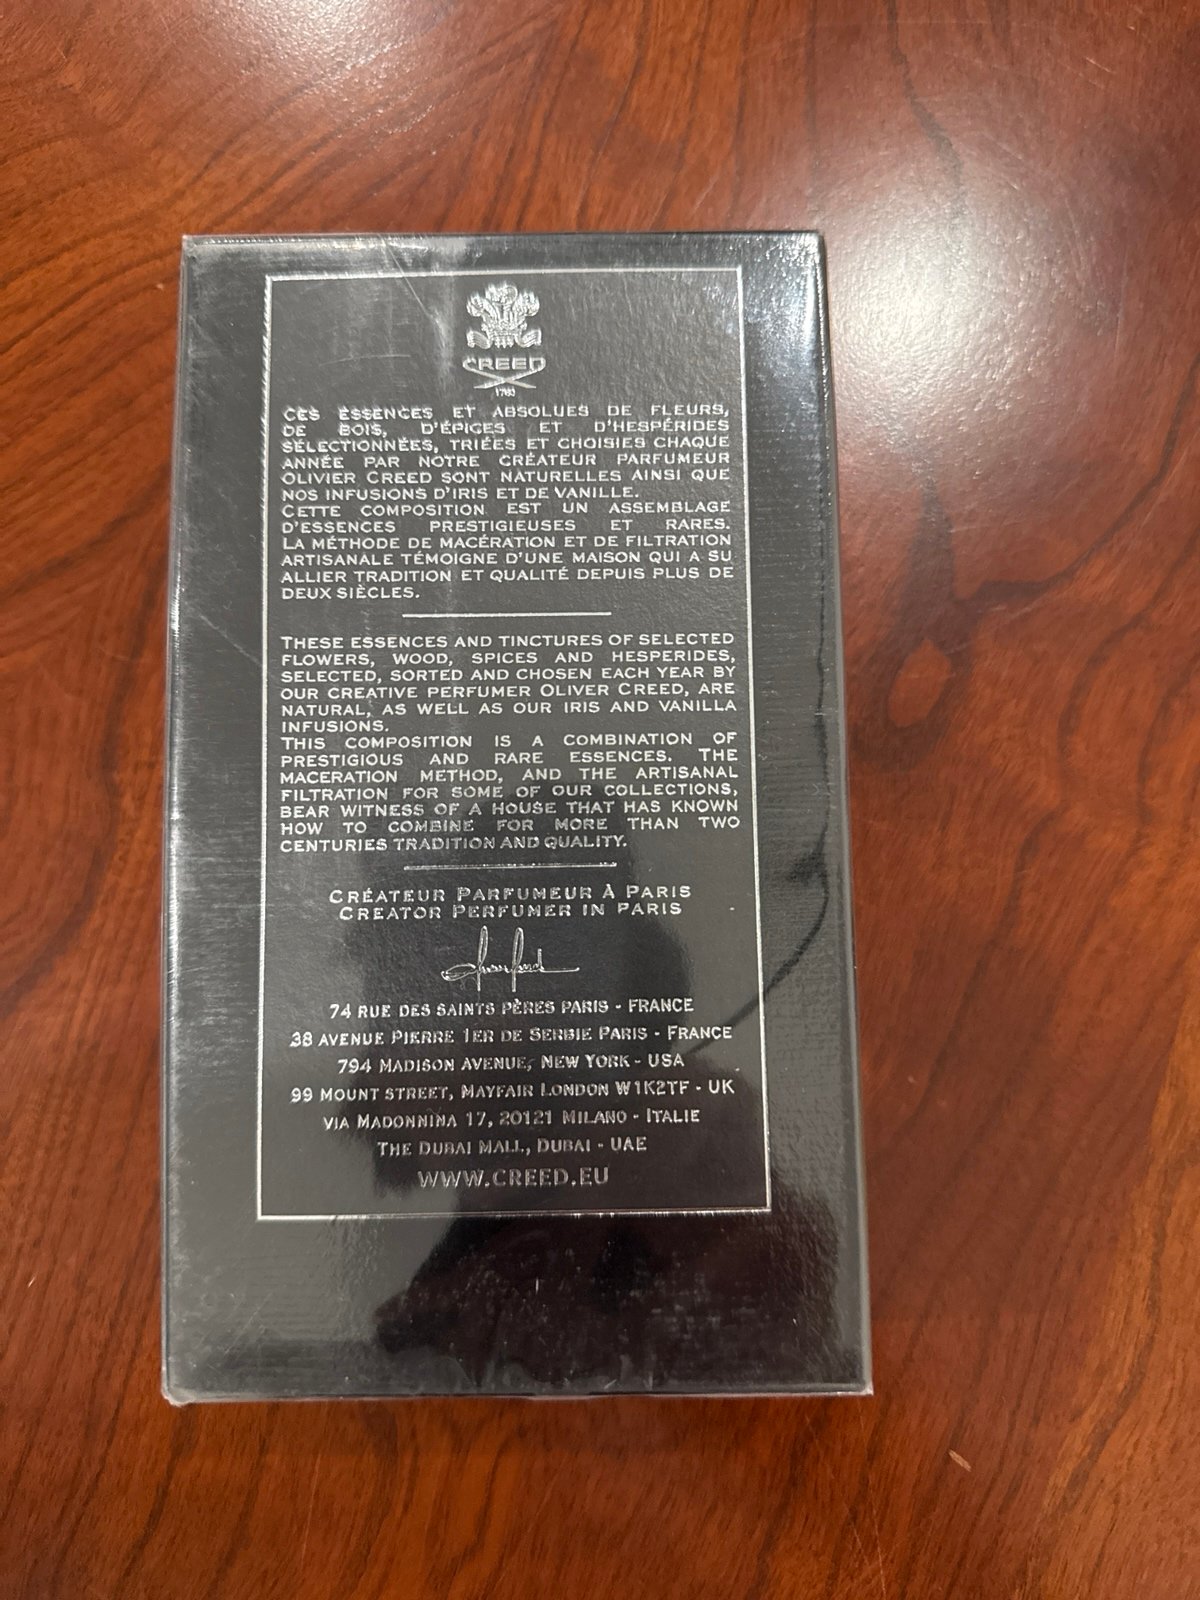 CREED
1760
CES ESSENCES ET ABSOLUES DE FLEURS,
DE BOIS, D'ÉPICES ET D'HESPÉRIDES
SÉLECTIONNÉES, TRIÉES ET CHOISIES CHAQUE
ANNÉE PAR NOTRE CRÉATEUR PARFUMEUR
OLIVIER CREED SONT NATURELLES AINSI QUE
NOS INFUSIONS D'IRIS ET DE VANILLE.
CETTE COMPOSITION EST UN ASSEMBLAGE
D'ESSENCES PRESTIGIEUSES ET RARES.
LA MÉTHODE DE MACÉRATION ET DE FILTRATION
ARTISANALE TÉMOIGNE D'UNE MAISON QUI A SU
ALLIER TRADITION ET QUALITÉ DEPUIS PLUS DE
DEUX SIÈCLES.
THESE ESSENCES AND TINCTURES OF SELECTED
FLOWERS, WOOD, SPICES AND HESPERIDES,
SELECTED, SORTED AND CHOSEN EACH YEAR BY
OUR CREATIVE PERFUMER OLIVER CREED, ARE
NATURAL, AS WELL AS OUR IRIS AND VANILLA
INFUSIONS.
THIS COMPOSITION IS A COMBINATION OF
PRESTIGIOUS AND RARE ESSENCES. THE
MACERATION METHOD, AND THE ARTISANAL
FILTRATION FOR SOME OF OUR COLLECTIONS,
BEAR WITNESS OF A HOUSE THAT HAS KNOWN
HOW TO COMBINE FOR MORE THAN TWO
CENTURIES TRADITION AND QUALITY.
CRÉATEUR PARFUMEUR À PARIS
CREATOR PERFUMER IN PARIS
74 RUE DES SAINTS PÈRES PARIS - FRANCE
38 AVENUE PIERRE 1ER DE SERBIE PARIS - FRANCE
794 MADISON AVENUE, NEW YORK - USA
99 MOUNT STREET, MAYFAIR LONDON W1K2TF - UK
VIA MADONNINA 17, 20121 MILANO - ITALIE
THE DUBAI MALL, DUBAI - UAE
WWW.CREED.EU